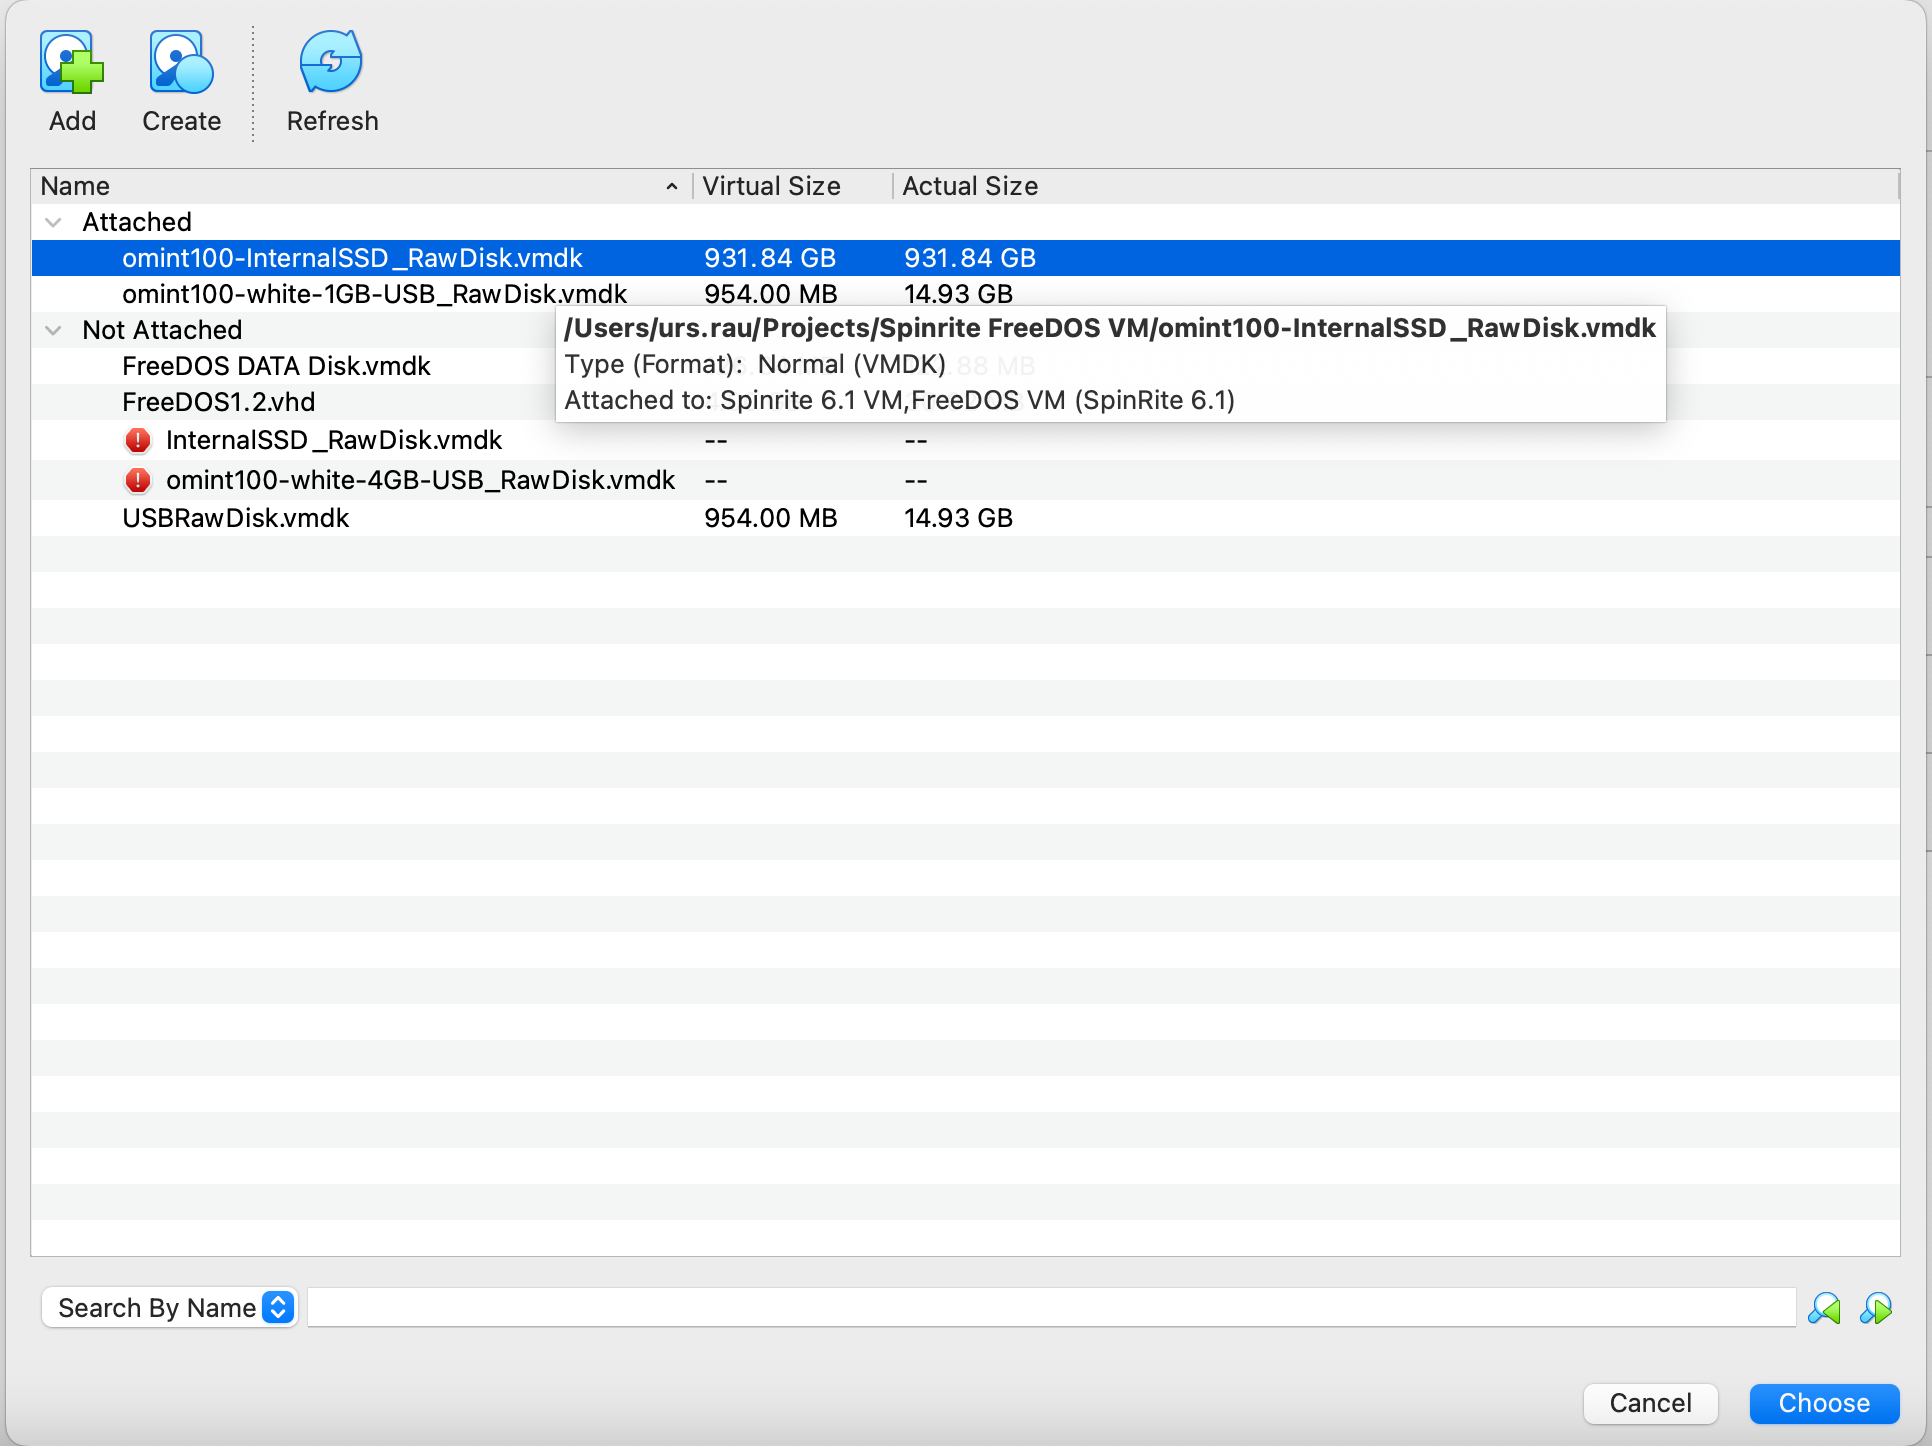 Add Create Refresh
Name Virtual Size Actual Size
Attached
omint100-InternalSSD_RawDisk.vmdk 931.84 GB 931.84 GB
omint100-white-1GB-USB_RawDisk.vmdk 954.00 MB 14.93 GB
Not Attached
/Users/urs.rau/Projects/Spinrite FreeDOS VM/omint100-InternalSSD_RawDisk.vmdk
FreeDOS DATA Disk.vmdk
Type (Format): Normal (VMDK) .88 MB
FreeDOS1.2.vhd
Attached to: Spinrite 6.1 VM,FreeDOS VM (SpinRite 6.1)
InternalSSD_RawDisk.vmdk -- --
omint100-white-4GB-USB_RawDisk.vmdk -- --
USBRawDisk.vmdk 954.00 MB 14.93 GB
Search By Name
Cancel Choose